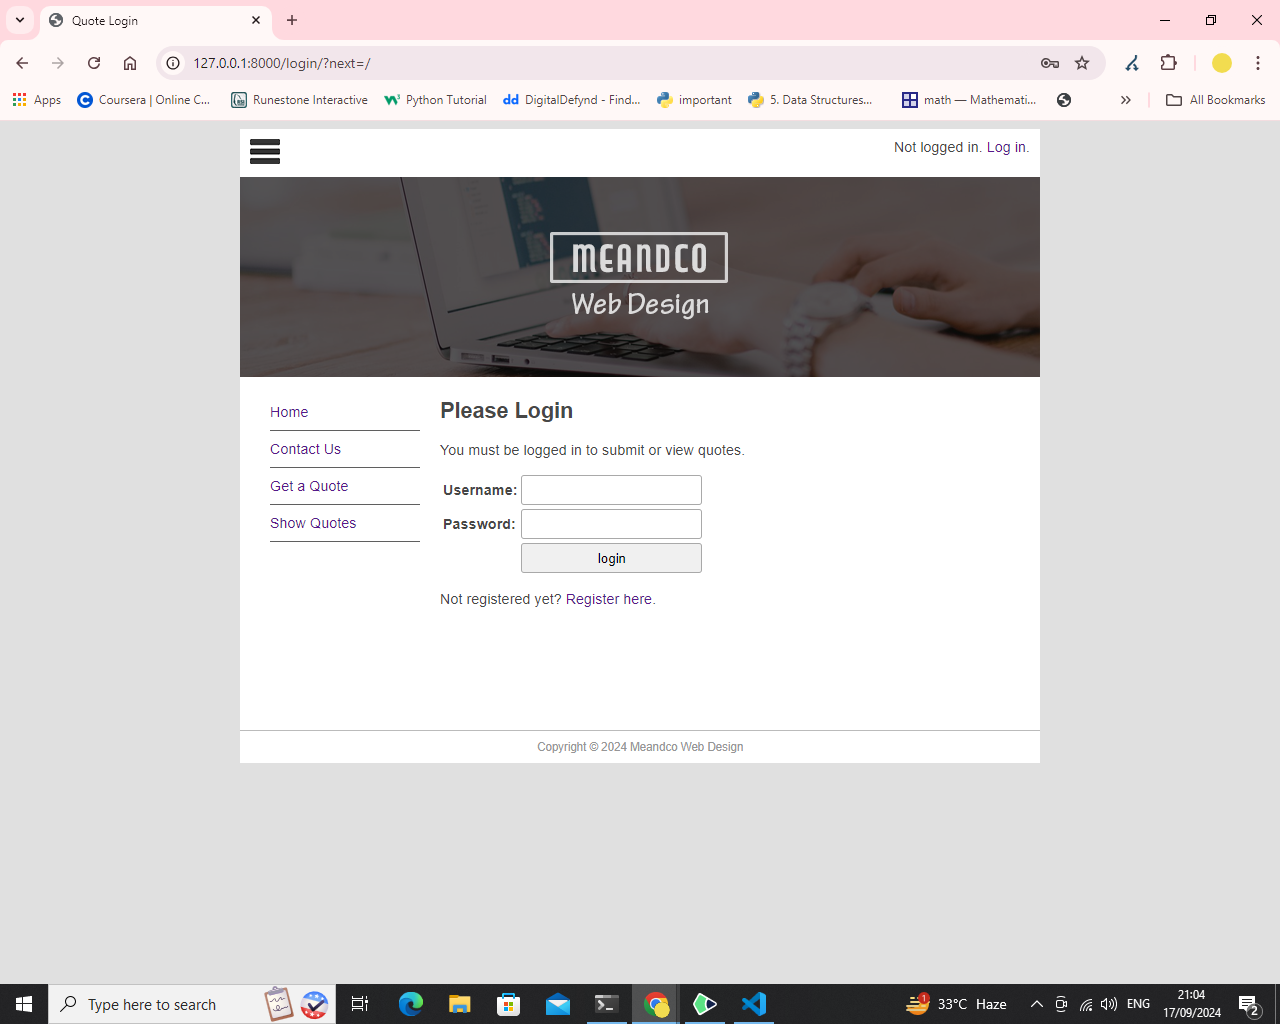 Quote Login
127.0.0.1:8000/login/?next=/
Apps
Coursera | Online C...
Runestone Interactive
Python Tutorial
DigitalDefynd - Find...
important
5. Data Structures...
math — Mathemati...
All Bookmarks
Not logged in. Log in.
MEANDCO
Web Design
Home
Contact Us
Get a Quote
Show Quotes
Please Login
You must be logged in to submit or view quotes.
Username:
Password:
login
Not registered yet? Register here.
Copyright © 2024 Meandco Web Design
Type here to search
1
33°C Haze
ENG
21:04
17/09/2024
2